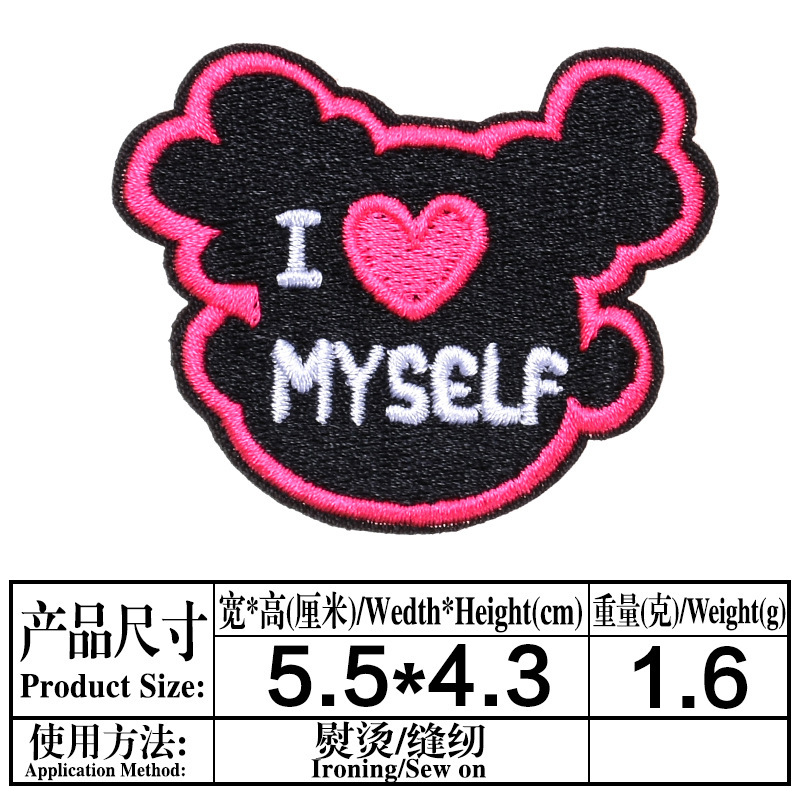 I
MYSELF
产品尺寸
Product Size:
宽*高(厘米)/Wedth*Height(cm)
重量(克)/Weight(g)
5.5*4.3
1.6
使用方法:
Application Method:
熨烫/缝纫
Ironing/Sew on